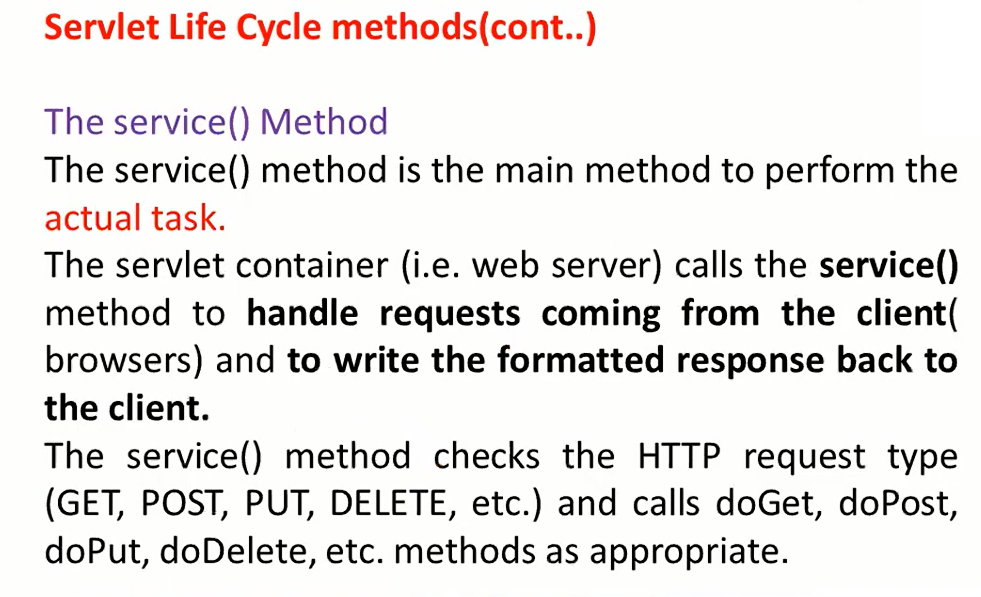 Servlet Life Cycle methods(cont..)
The service() Method
The service() method is the main method to perform the
actual task.
The servlet container (i.e. web server) calls the service()
method to handle requests coming from the client(
browsers) and to write the formatted response back to
the client.
The service() method checks the HTTP request type
(GET, POST, PUT, DELETE, etc.) and calls doGet, doPost,
doPut, doDelete, etc. methods as appropriate.